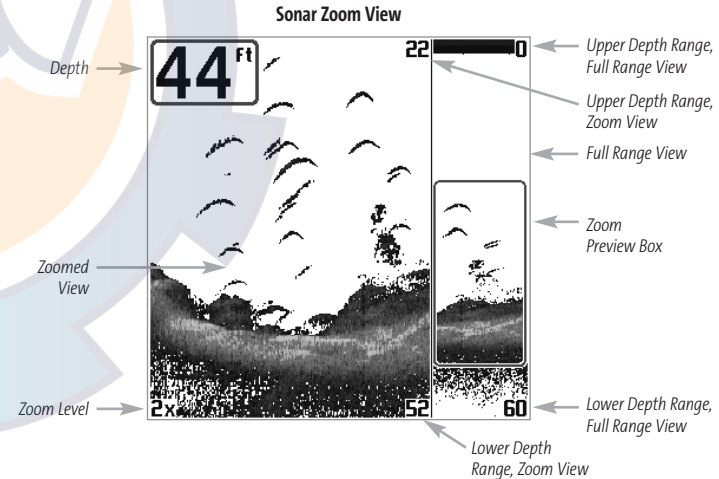 Sonar Zoom View
Depth
44 Ft
22
0
Upper Depth Range,
Full Range View
Upper Depth Range,
Zoom View
Full Range View
Zoom
Preview Box
Zoomed
View
Zoom Level
2x
52
60
Lower Depth Range,
Full Range View
Lower Depth
Range, Zoom View